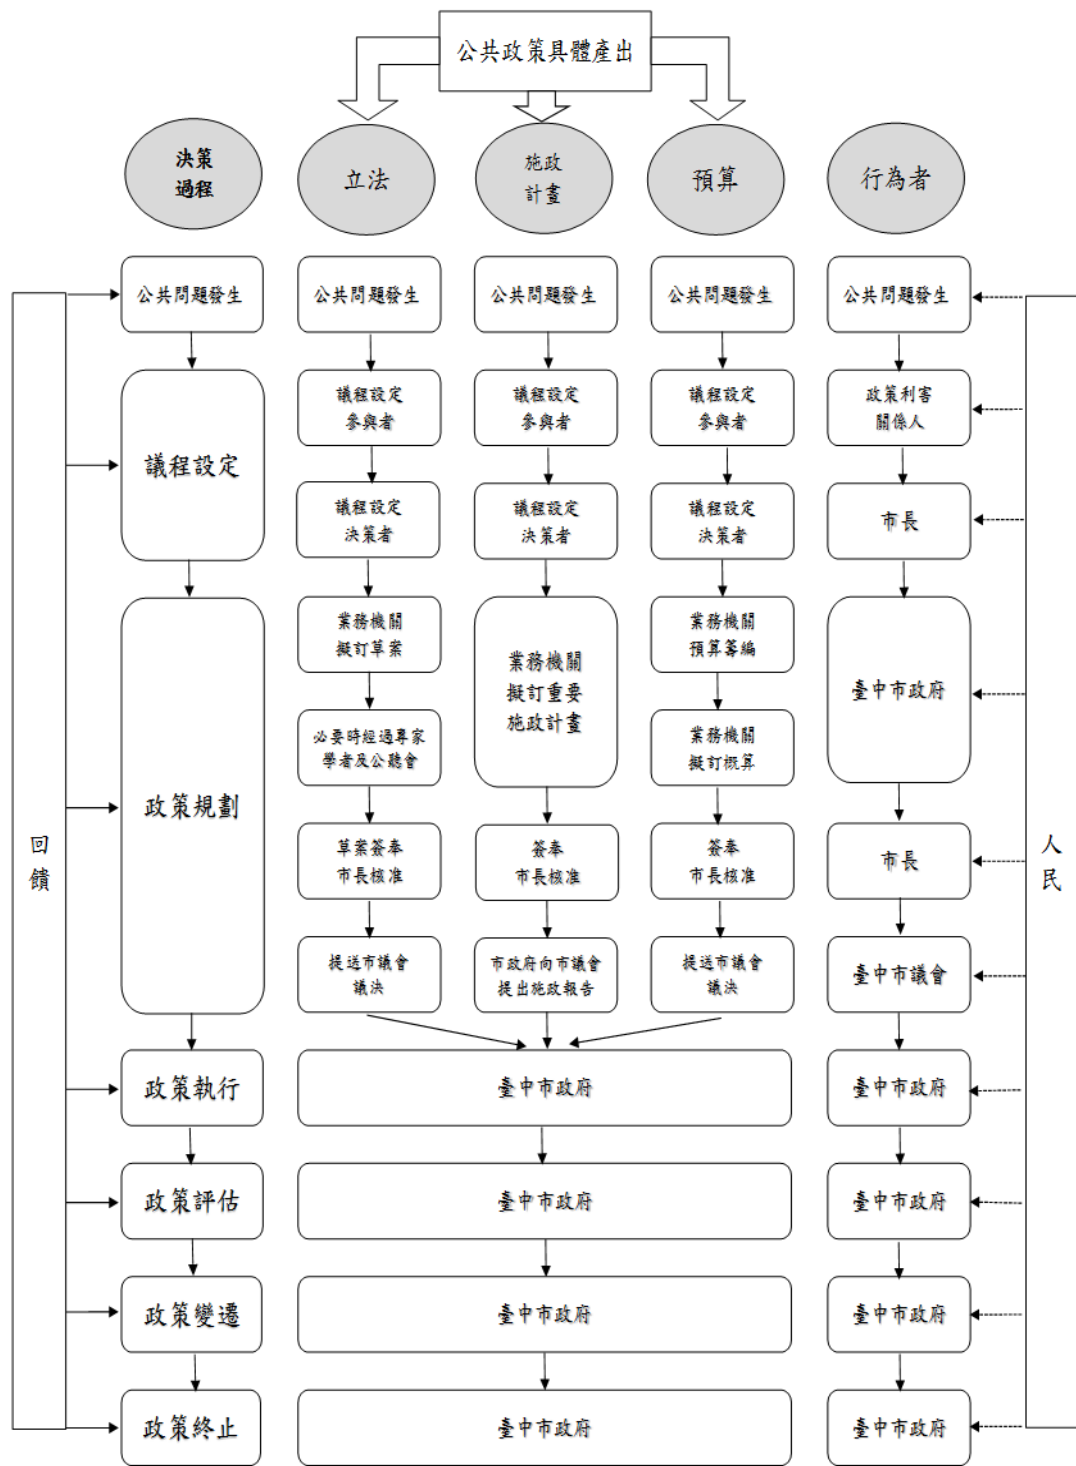 公共政策具體產出
決策
過程
立法
施政
計畫
預算
行為者
公共問題發生
公共問題發生
公共問題發生
公共問題發生
公共問題發生
議程設定
議程設定
參與者
議程設定
參與者
議程設定
參與者
政策利害
關係人
議程設定
決策者
議程設定
決策者
議程設定
決策者
市長
政策規劃
業務機關
擬訂草案
業務機關
擬訂重要
施政計畫
業務機關
預算籌編
臺中市政府
必要時經過專家
學者及公聽會
業務機關
擬訂概算
草案簽奉
市長核准
簽奉
市長核准
簽奉
市長核准
市長
提送市議會
議決
市政府向市議會
提出施政報告
提送市議會
議決
臺中市議會
政策執行
臺中市政府
臺中市政府
政策評估
臺中市政府
臺中市政府
政策變遷
臺中市政府
臺中市政府
政策終止
臺中市政府
臺中市政府
回饋
人民